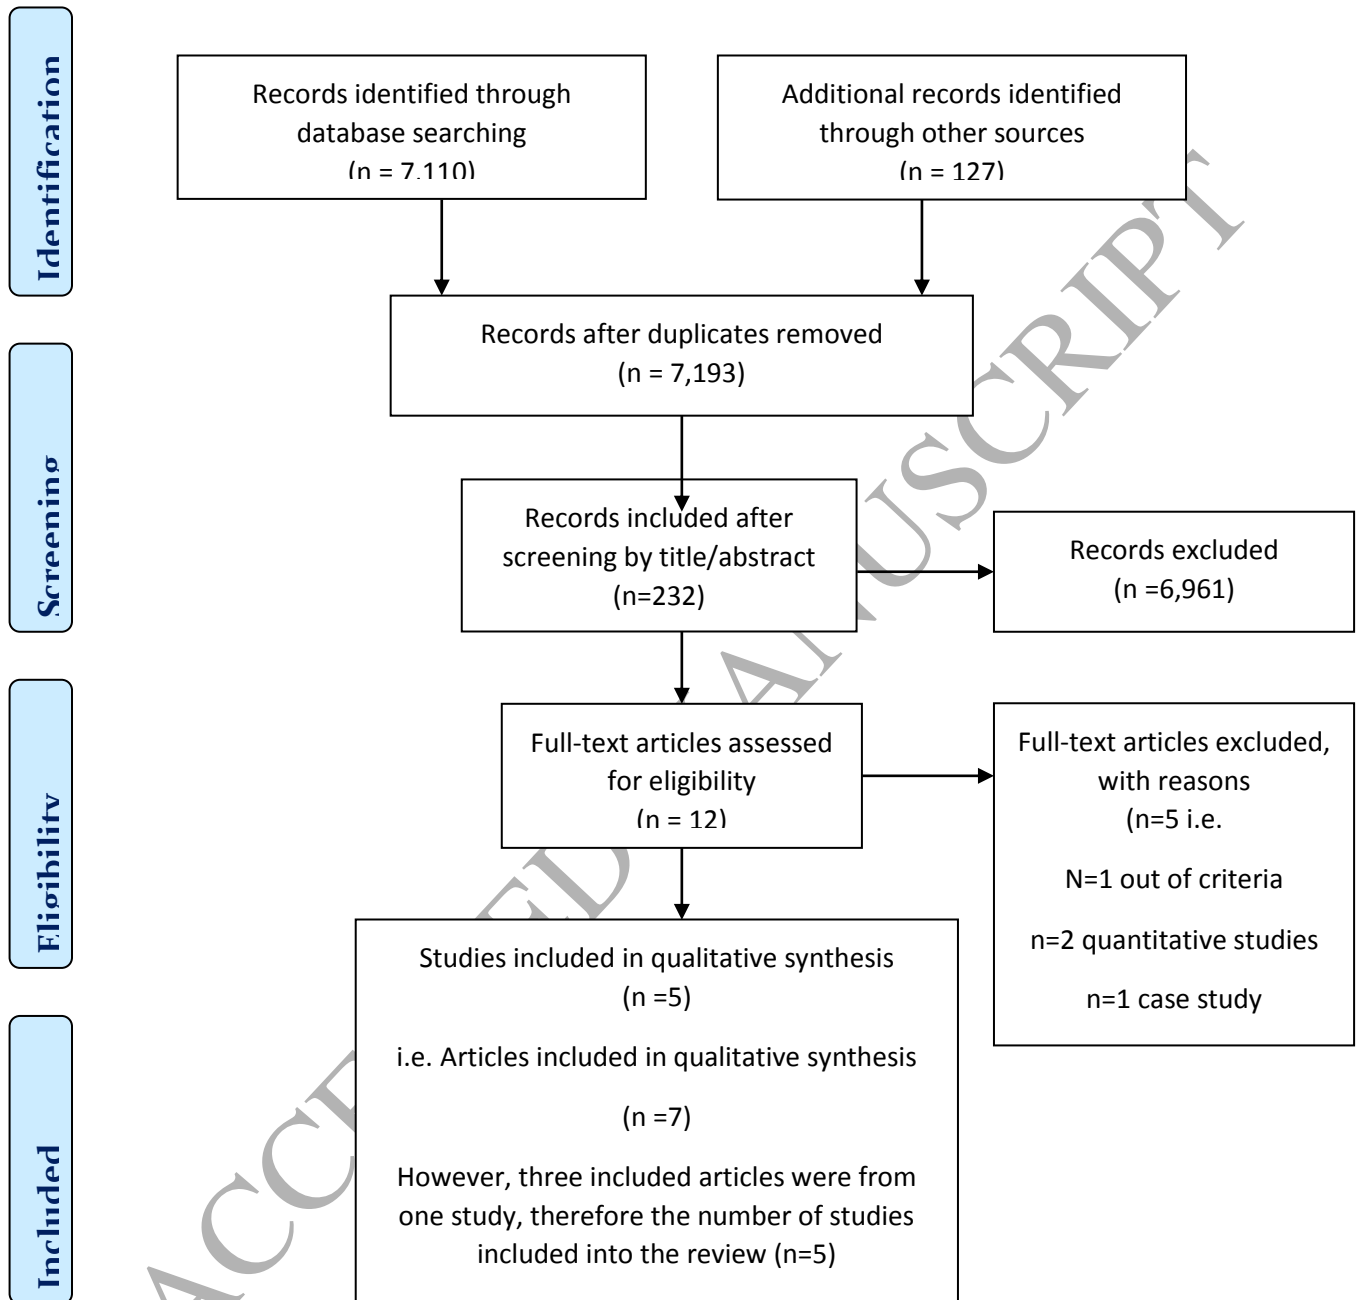 Identification
Records identified through
database searching
(n = 7,110)
Additional records identified
through other sources
(n = 127)
Records after duplicates removed
(n = 7,193)
Screening
Records included after
screening by title/abstract
(n=232)
Records excluded
(n =6,961)
Eligibility
Full-text articles assessed
for eligibility
(n = 12)
Full-text articles excluded,
with reasons
(n=5 i.e.
N=1 out of criteria
n=2 quantitative studies
n=1 case study
Included
Studies included in qualitative synthesis
(n =5)
i.e. Articles included in qualitative synthesis
(n =7)
However, three included articles were from
one study, therefore the number of studies
included into the review (n=5)
ACCEPTED MANUSCRIPT